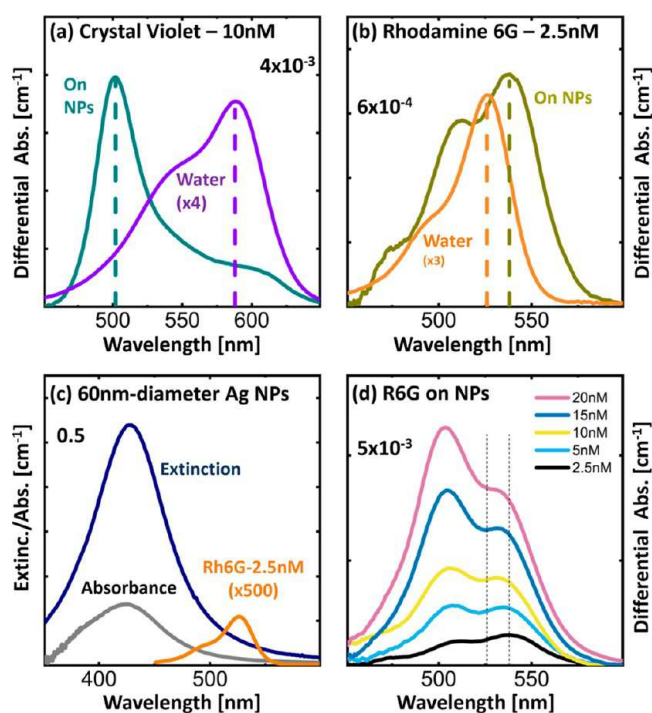 (a) Crystal Violet – 10nM
On
NPs
4x10-3
Water
(x4)
Differential Abs. [cm-1]
500 550 600
Wavelength [nm]
(b) Rhodamine 6G – 2.5nM
6x10-4
On NPs
Water
(x3)
Differential Abs. [cm-1]
500 550
Wavelength [nm]
(c) 60nm-diameter Ag NPs
0.5
Extinction
Absorbance
Rh6G-2.5nM
(x500)
Extinc./Abs. [cm-1]
400 500
Wavelength [nm]
(d) R6G on NPs
5x10-3
20nM
15nM
10nM
5nM
2.5nM
Differential Abs. [cm-1]
500 550
Wavelength [nm]